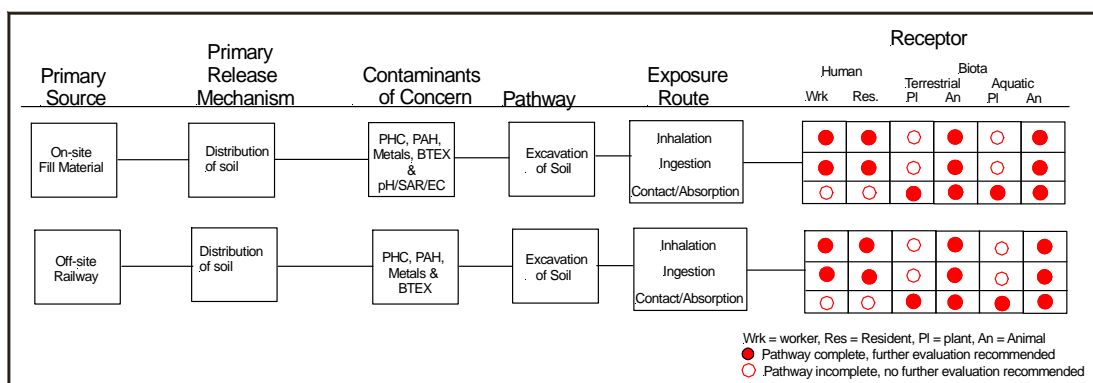 Receptor
Primary
Source
Primary
Release
Mechanism
Contaminants
of Concern
Pathway
Exposure
Route
Human
Biota
Terrestrial
Aquatic
Wrk
Res.
Pl
An
Pl
An
On-site
Fill Material
Distribution
of soil
PHC, PAH,
Metals, BTEX
&
pH/SAR/EC
Excavation
of Soil
Inhalation
Ingestion
Contact/Absorption
Off-site
Railway
Distribution
of soil
PHC, PAH,
Metals &
BTEX
Excavation
of Soil
Inhalation
Ingestion
Contact/Absorption
Wrk = worker, Res = Resident, Pl = plant, An = Animal
Pathway complete, further evaluation recommended
Pathway incomplete, no further evaluation recommended